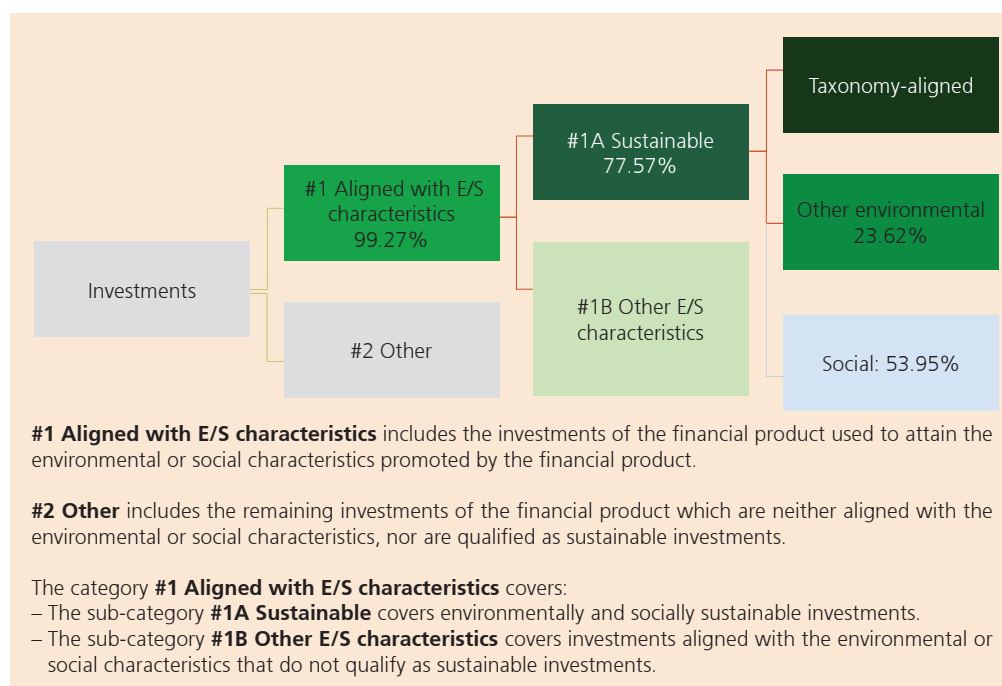 Taxonomy-aligned
#1A Sustainable
77.57%
#1 Aligned with E/S
characteristics
99.27%
Other environmental
23.62%
Investments
#1B Other E/S
characteristics
#2 Other
Social: 53.95%
#1 Aligned with E/S characteristics includes the investments of the financial product used to attain the
environmental or social characteristics promoted by the financial product.
#2 Other includes the remaining investments of the financial product which are neither aligned with the
environmental or social characteristics, nor are qualified as sustainable investments.
The category #1 Aligned with E/S characteristics covers:
– The sub-category #1A Sustainable covers environmentally and socially sustainable investments.
– The sub-category #1B Other E/S characteristics covers investments aligned with the environmental or
social characteristics that do not qualify as sustainable investments.